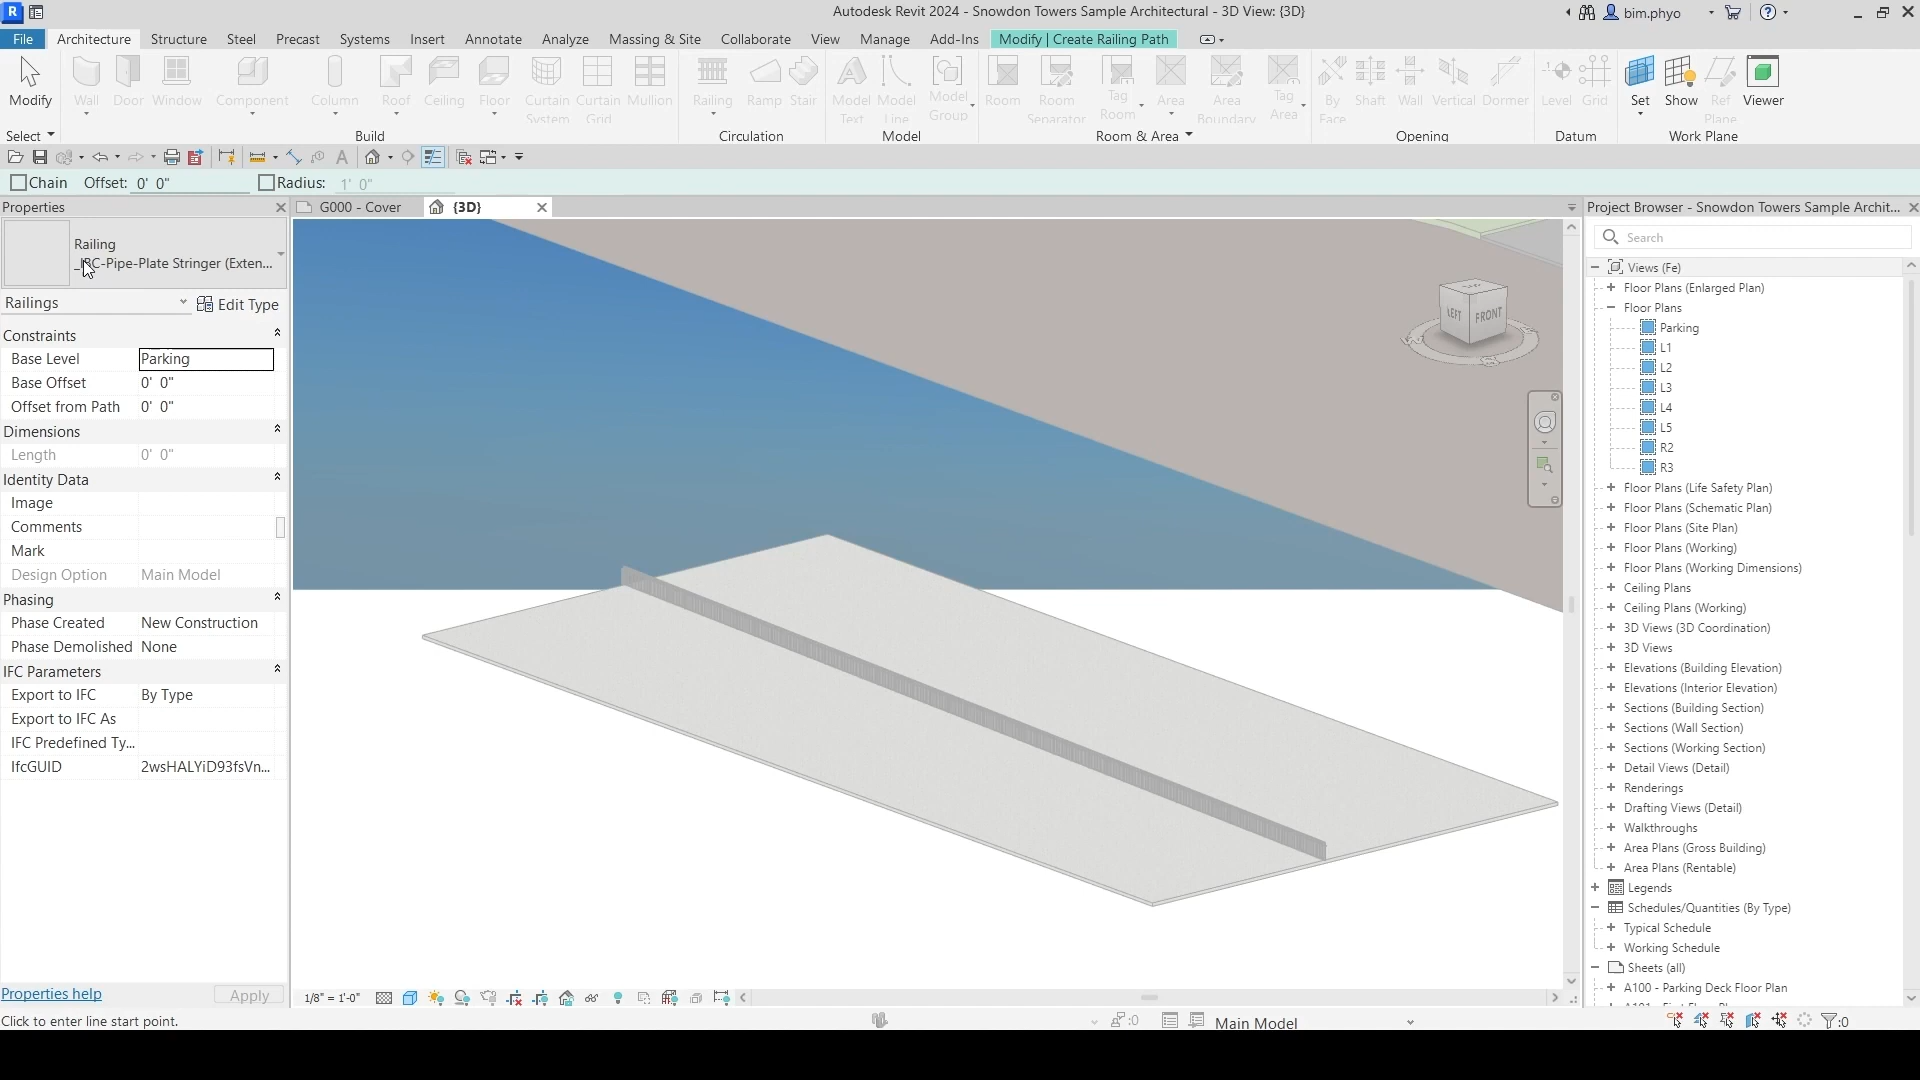 Autodesk Revit 2024 - Snowdon Towers Sample Architectural - 3D View: {3D}
bim.phyo
File Architecture Structure Steel Precast Systems Insert Annotate Analyze Massing & Site Collaborate View Manage Add-Ins Modify | Create Railing Path
Modify Wall Door Window Component Column Roof Ceiling Floor Curtain System Curtain Grid Mullion Railing Ramp Stair Model Text Model Line Model Group Room Room Separator Tag Room Area Area Boundary Tag Area By Face Shaft Wall Vertical Dormer Level Grid Set Show Ref Plane Viewer
Select Build Circulation Model Room & Area Opening Datum Work Plane
Chain Offset: 0' 0" Radius: 1' 0"
Properties
G000 - Cover {3D}
Project Browser - Snowdon Towers Sample Archit...
Railing
Search
Railings Edit Type
Constraints
Base Level Parking
Base Offset 0' 0"
Offset from Path 0' 0"
Dimensions
Length 0' 0"
Identity Data
Image
Comments
Mark
Design Option Main Model
Phasing
Phase Created New Construction
Phase Demolished None
IFC Parameters
Export to IFC By Type
Export to IFC As
IFC Predefined Ty...
IfcGUID 2wsHALYiD93fsVn...
Properties help Apply
LEFT FRONT
Views (Fe)
Floor Plans (Enlarged Plan)
Floor Plans
Parking
L1
L2
L3
L4
L5
R2
R3
Floor Plans (Life Safety Plan)
Floor Plans (Schematic Plan)
Floor Plans (Site Plan)
Floor Plans (Working)
Floor Plans (Working Dimensions)
Ceiling Plans
Ceiling Plans (Working)
3D Views (3D Coordination)
3D Views
Elevations (Building Elevation)
Elevations (Interior Elevation)
Sections (Building Section)
Sections (Wall Section)
Sections (Working Section)
Detail Views (Detail)
Renderings
Drafting Views (Detail)
Walkthroughs
Area Plans (Gross Building)
Area Plans (Rentable)
Legends
Schedules/Quantities (By Type)
Typical Schedule
Working Schedule
Sheets (all)
A100 - Parking Deck Floor Plan
1/8" = 1'-0"
Click to enter line start point.
:0
Main Model
:0